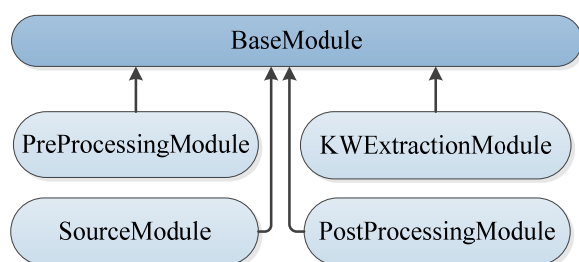 BaseModule
PreProcessingModule
KWExtractionModule
SourceModule
PostProcessingModule